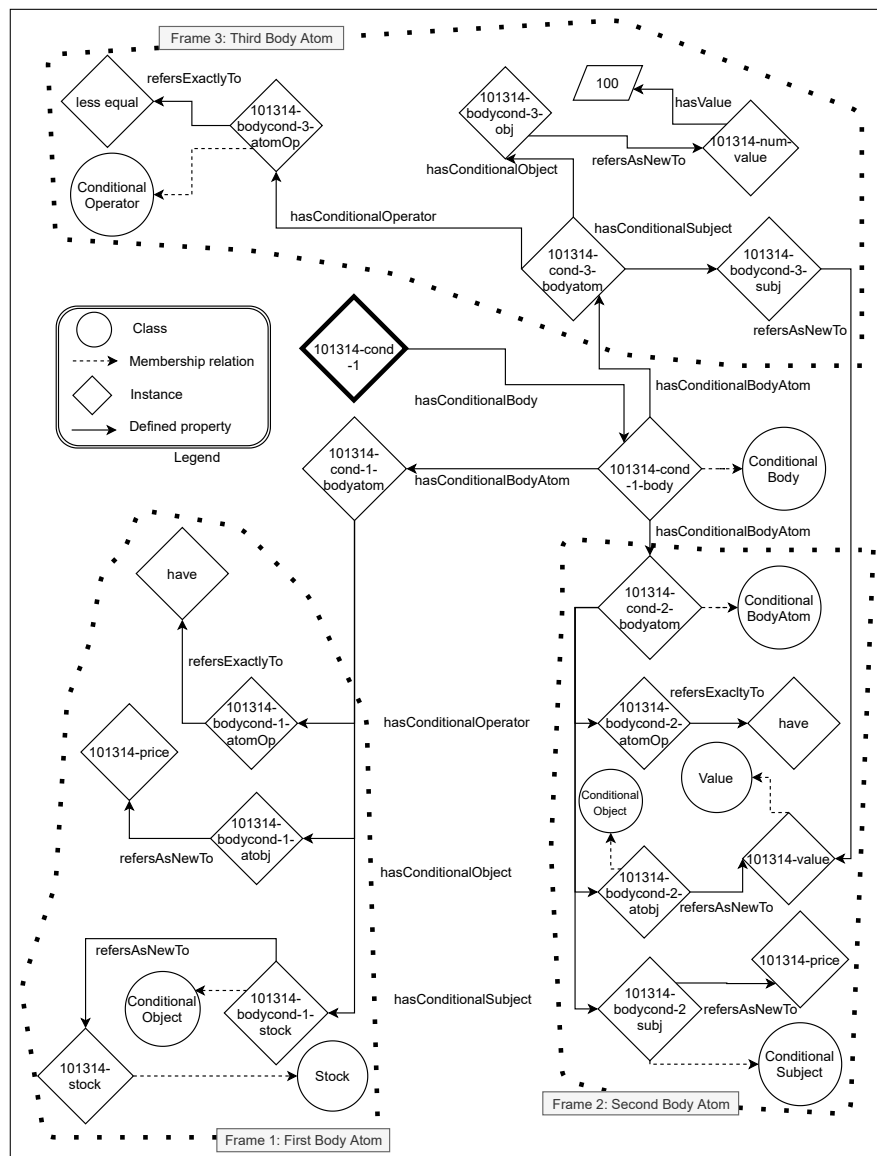 Frame 3: Third Body Atom
less equal
refersExactlyTo
101314-
bodycond-3-
atomOp
Conditional
Operator
hasConditionalOperator
101314-
bodycond-3-
obj
100
hasValue
101314-num-
value
refersAsNewTo
hasConditionalObject
hasConditionalSubject
101314-
cond-3-
bodyatom
101314-
bodycond-3-
subj
refersAsNewTo
Class
Membership relation
Instance
Defined property
Legend
101314-cond
-1
hasConditionalBody
hasConditionalBodyAtom
101314-
cond-1-
bodyatom
hasConditionalBodyAtom
101314-cond
-1-body
Conditional
Body
hasConditionalBodyAtom
have
refersExactlyTo
101314-
bodycond-1-
atomOp
hasConditionalOperator
101314-price
refersAsNewTo
101314-
bodycond-1-
atobj
hasConditionalObject
refersAsNewTo
Conditional
Object
101314-
bodycond-1-
stock
hasConditionalSubject
101314-
stock
Stock
Frame 1: First Body Atom
101314-
cond-2-
bodyatom
Conditional
BodyAtom
101314-
bodycond-2-
atomOp
refersExacltyTo
have
Conditional
Object
Value
101314-
bodycond-2-
atobj
refersAsNewTo
101314-value
101314-
bodycond-2
subj
refersAsNewTo
101314-price
Conditional
Subject
Frame 2: Second Body Atom